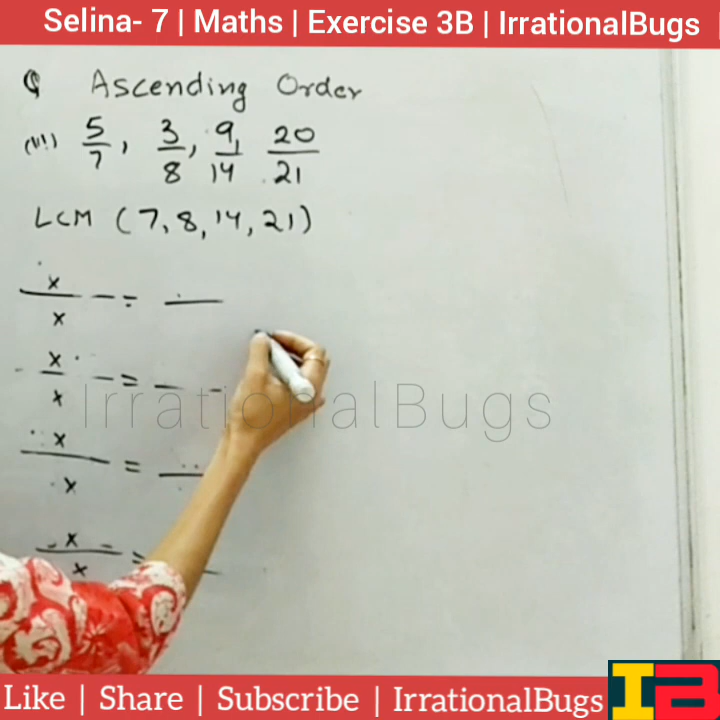 Selina- 7 | Maths | Exercise 3B | IrrationalBugs
Q Ascending Order
(iii) 5/7, 3/8, 9/14, 20/21
LCM (7, 8, 14, 21)
x/x =
x/x =
IrrationalBugs
x/x =
x/x =
Like | Share | Subscribe | IrrationalBugs
IB